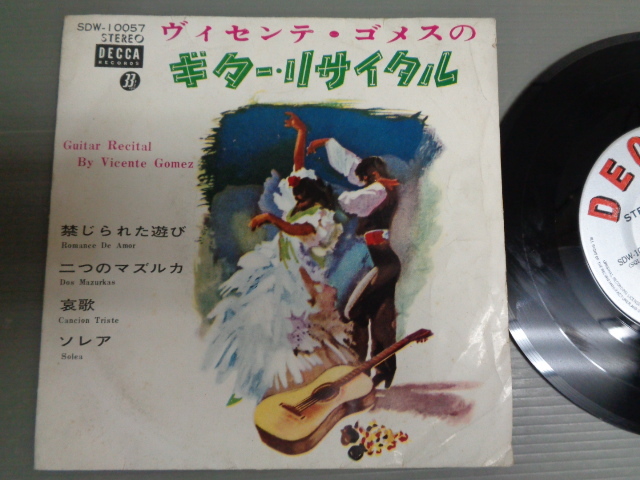 SDW-10057
STEREO
DECCA
RECORDS
33⅓
ヴィセンテ・ゴメスの
ギター・リサイタル
Guitar Recital
By Vicente Gomez
禁じられた遊び
Romance De Amor
二つのマズルカ
Dos Mazurkas
哀歌
Cancion Triste
ソレア
Solea
DEC
STE
SDW-10